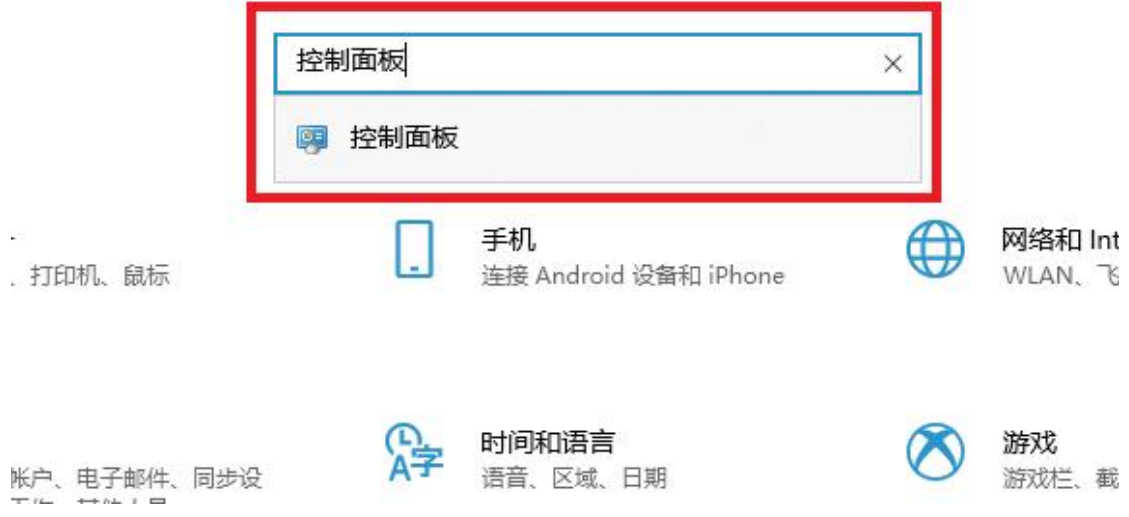 控制面板
控制面板
手机
网络和 Int
、打印机、鼠标
连接 Android 设备和 iPhone
WLAN、飞
时间和语言
游戏
帐户、电子邮件、同步设
语音、区域、日期
游戏栏、截